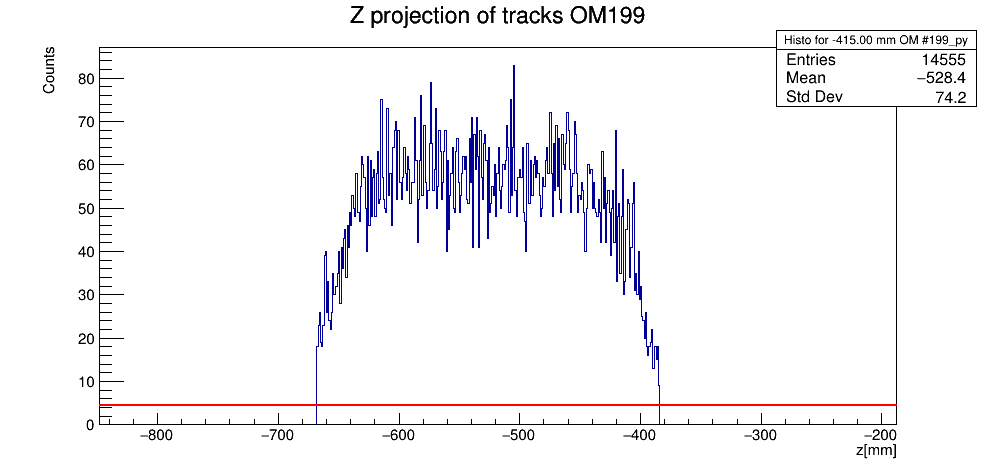 Z projection of tracks OM199
Histo for -415.00 mm OM #199_py
Entries 14555
Mean −528.4
Std Dev 74.2
Counts
80
70
60
50
40
30
20
10
0
−800 −700 −600 −500 −400 −300 −200
z[mm]